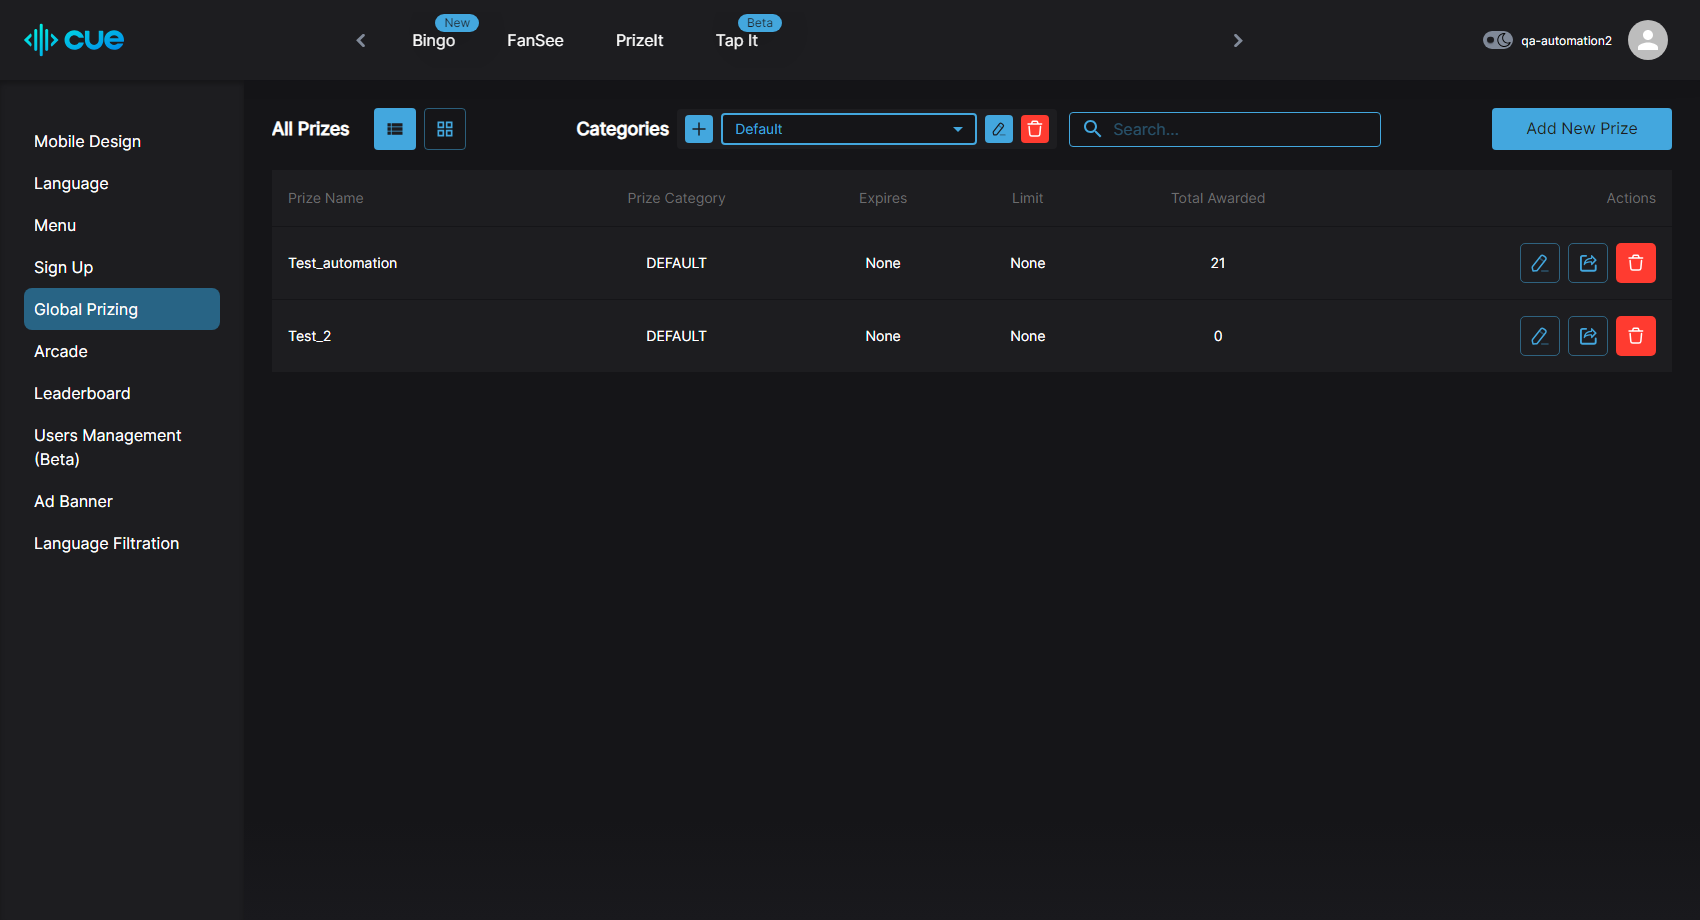 cue
New
Bingo
FanSee
PrizeIt
Beta
Tap It
qa-automation2
Mobile Design
Language
Menu
Sign Up
Global Prizing
Arcade
Leaderboard
Users Management
(Beta)
Ad Banner
Language Filtration
All Prizes
Categories
Default
Search...
Add New Prize
Prize Name Prize Category Expires Limit Total Awarded Actions
Test_automation DEFAULT None None 21
Test_2 DEFAULT None None 0